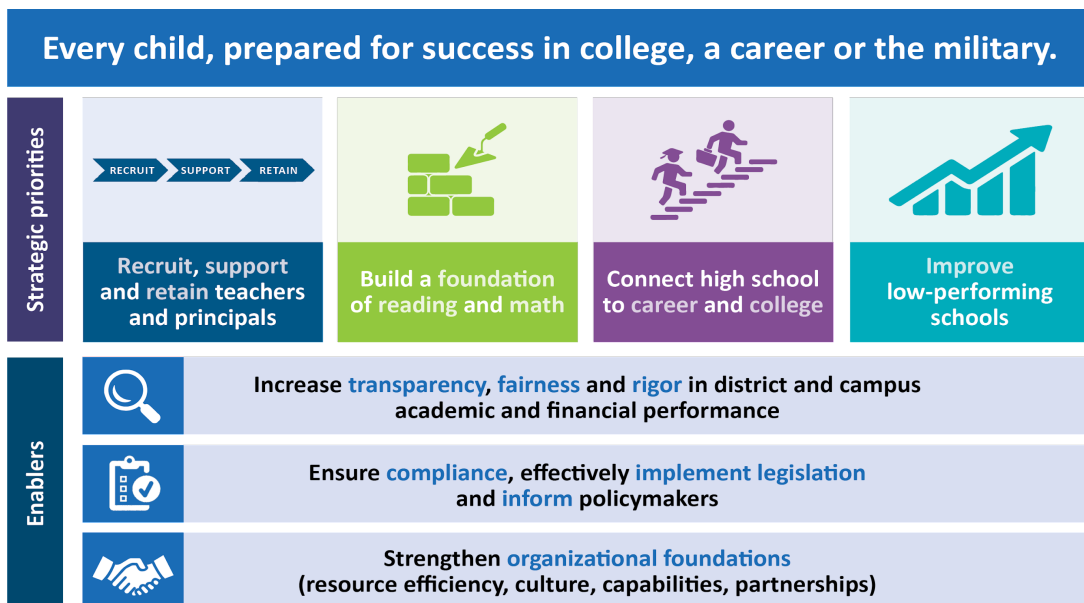 Every child, prepared for success in college, a career or the military.
Strategic priorities
RECRUIT
SUPPORT
RETAIN
Recruit, support
and retain teachers
and principals
Build a foundation
of reading and math
Connect high school
to career and college
Improve
low-performing
schools
Enablers
Increase transparency, fairness and rigor in district and campus
academic and financial performance
Ensure compliance, effectively implement legislation
and inform policymakers
Strengthen organizational foundations
(resource efficiency, culture, capabilities, partnerships)